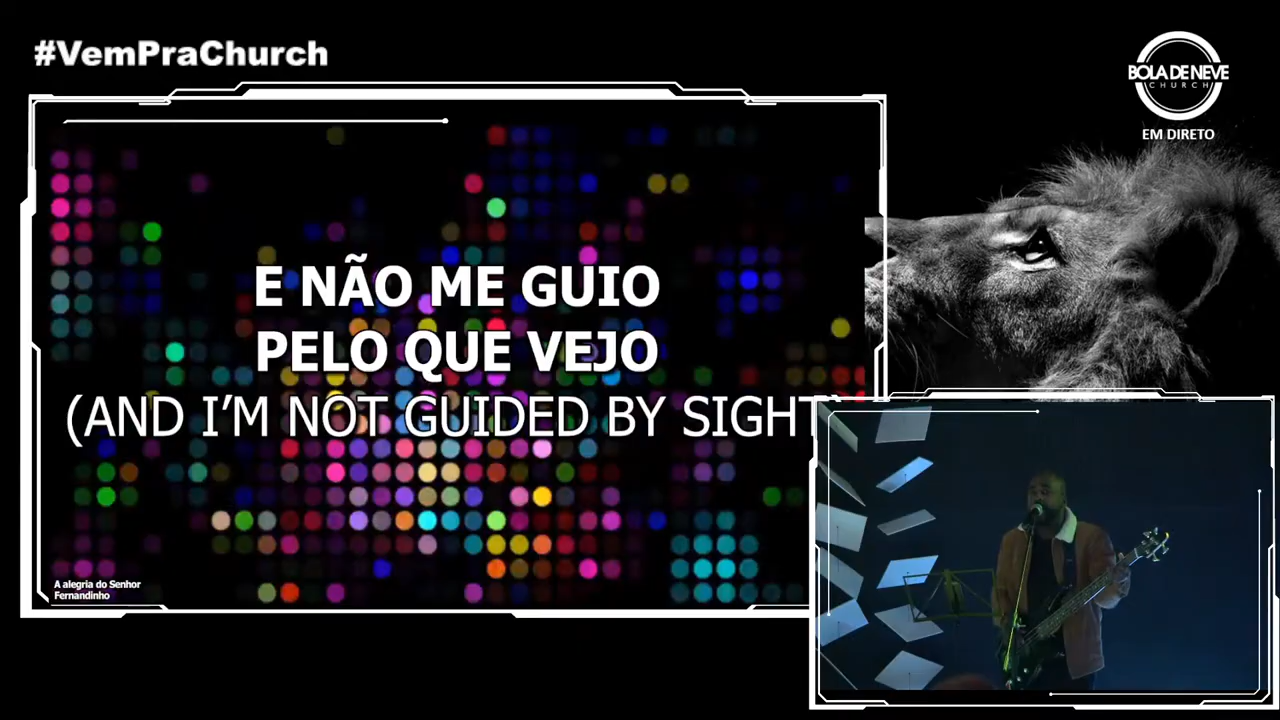 #VemPraChurch
BOLA DE NEVE
CHURCH
EM DIRETO
E NÃO ME GUIO
PELO QUE VEJO
(AND I'M NOT GUIDED BY SIGHT)
A alegria do Senhor
Fernandinho